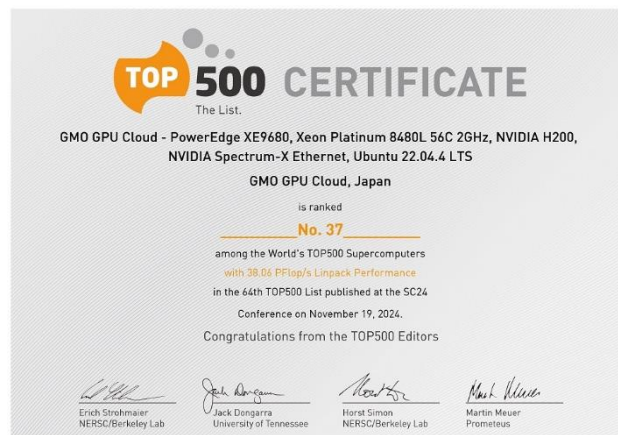 TOP 500 CERTIFICATE
The List.
GMO GPU Cloud - PowerEdge XE9680, Xeon Platinum 8480L 56C 2GHz, NVIDIA H200,
NVIDIA Spectrum-X Ethernet, Ubuntu 22.04.4 LTS
GMO GPU Cloud, Japan
is ranked
No. 37
among the World's TOP500 Supercomputers
with 38.06 PFlop/s Linpack Performance
in the 64th TOP500 List published at the SC24
Conference on November 19, 2024.
Congratulations from the TOP500 Editors
Erich Strohmaier
NERSC/Berkeley Lab
Jack Dongarra
University of Tennessee
Horst Simon
NERSC/Berkeley Lab
Martin Meuer
Prometeus